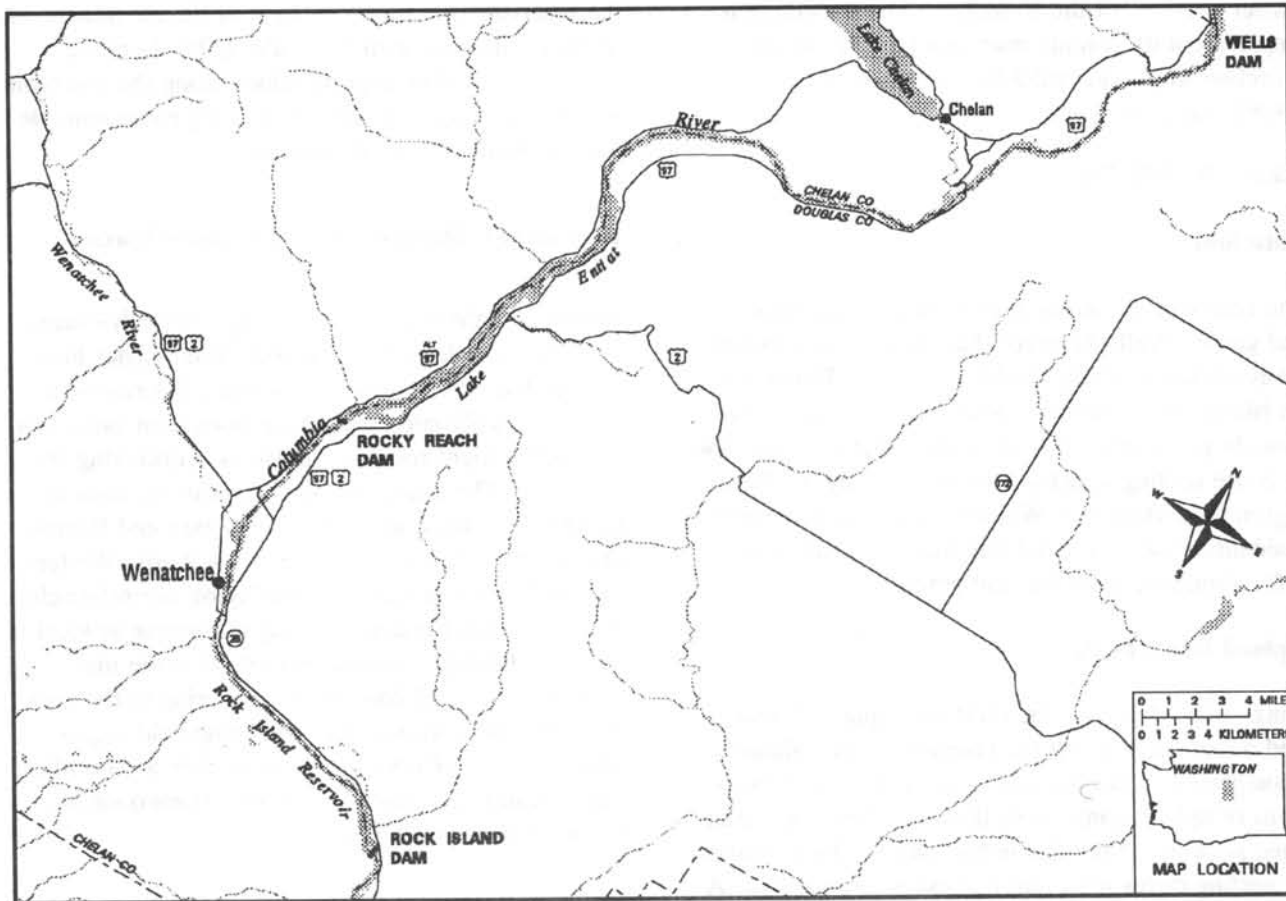 Lake Chelan
WELLS
DAM
Chelan
97
River
97
CHELAN CO
DOUGLAS CO
Wenatchee
River
97 2
Entiat
ALT
97
2
Lake
Columbia
ROCKY REACH
DAM
97 2
172
N
W
E
S
Wenatchee
28
Rock Island
Reservoir
ROCK ISLAND
DAM
CHELAN CO
0 1 2 3 4 MILE
0 1 2 3 4 KILOMETERS
WASHINGTON
MAP LOCATION